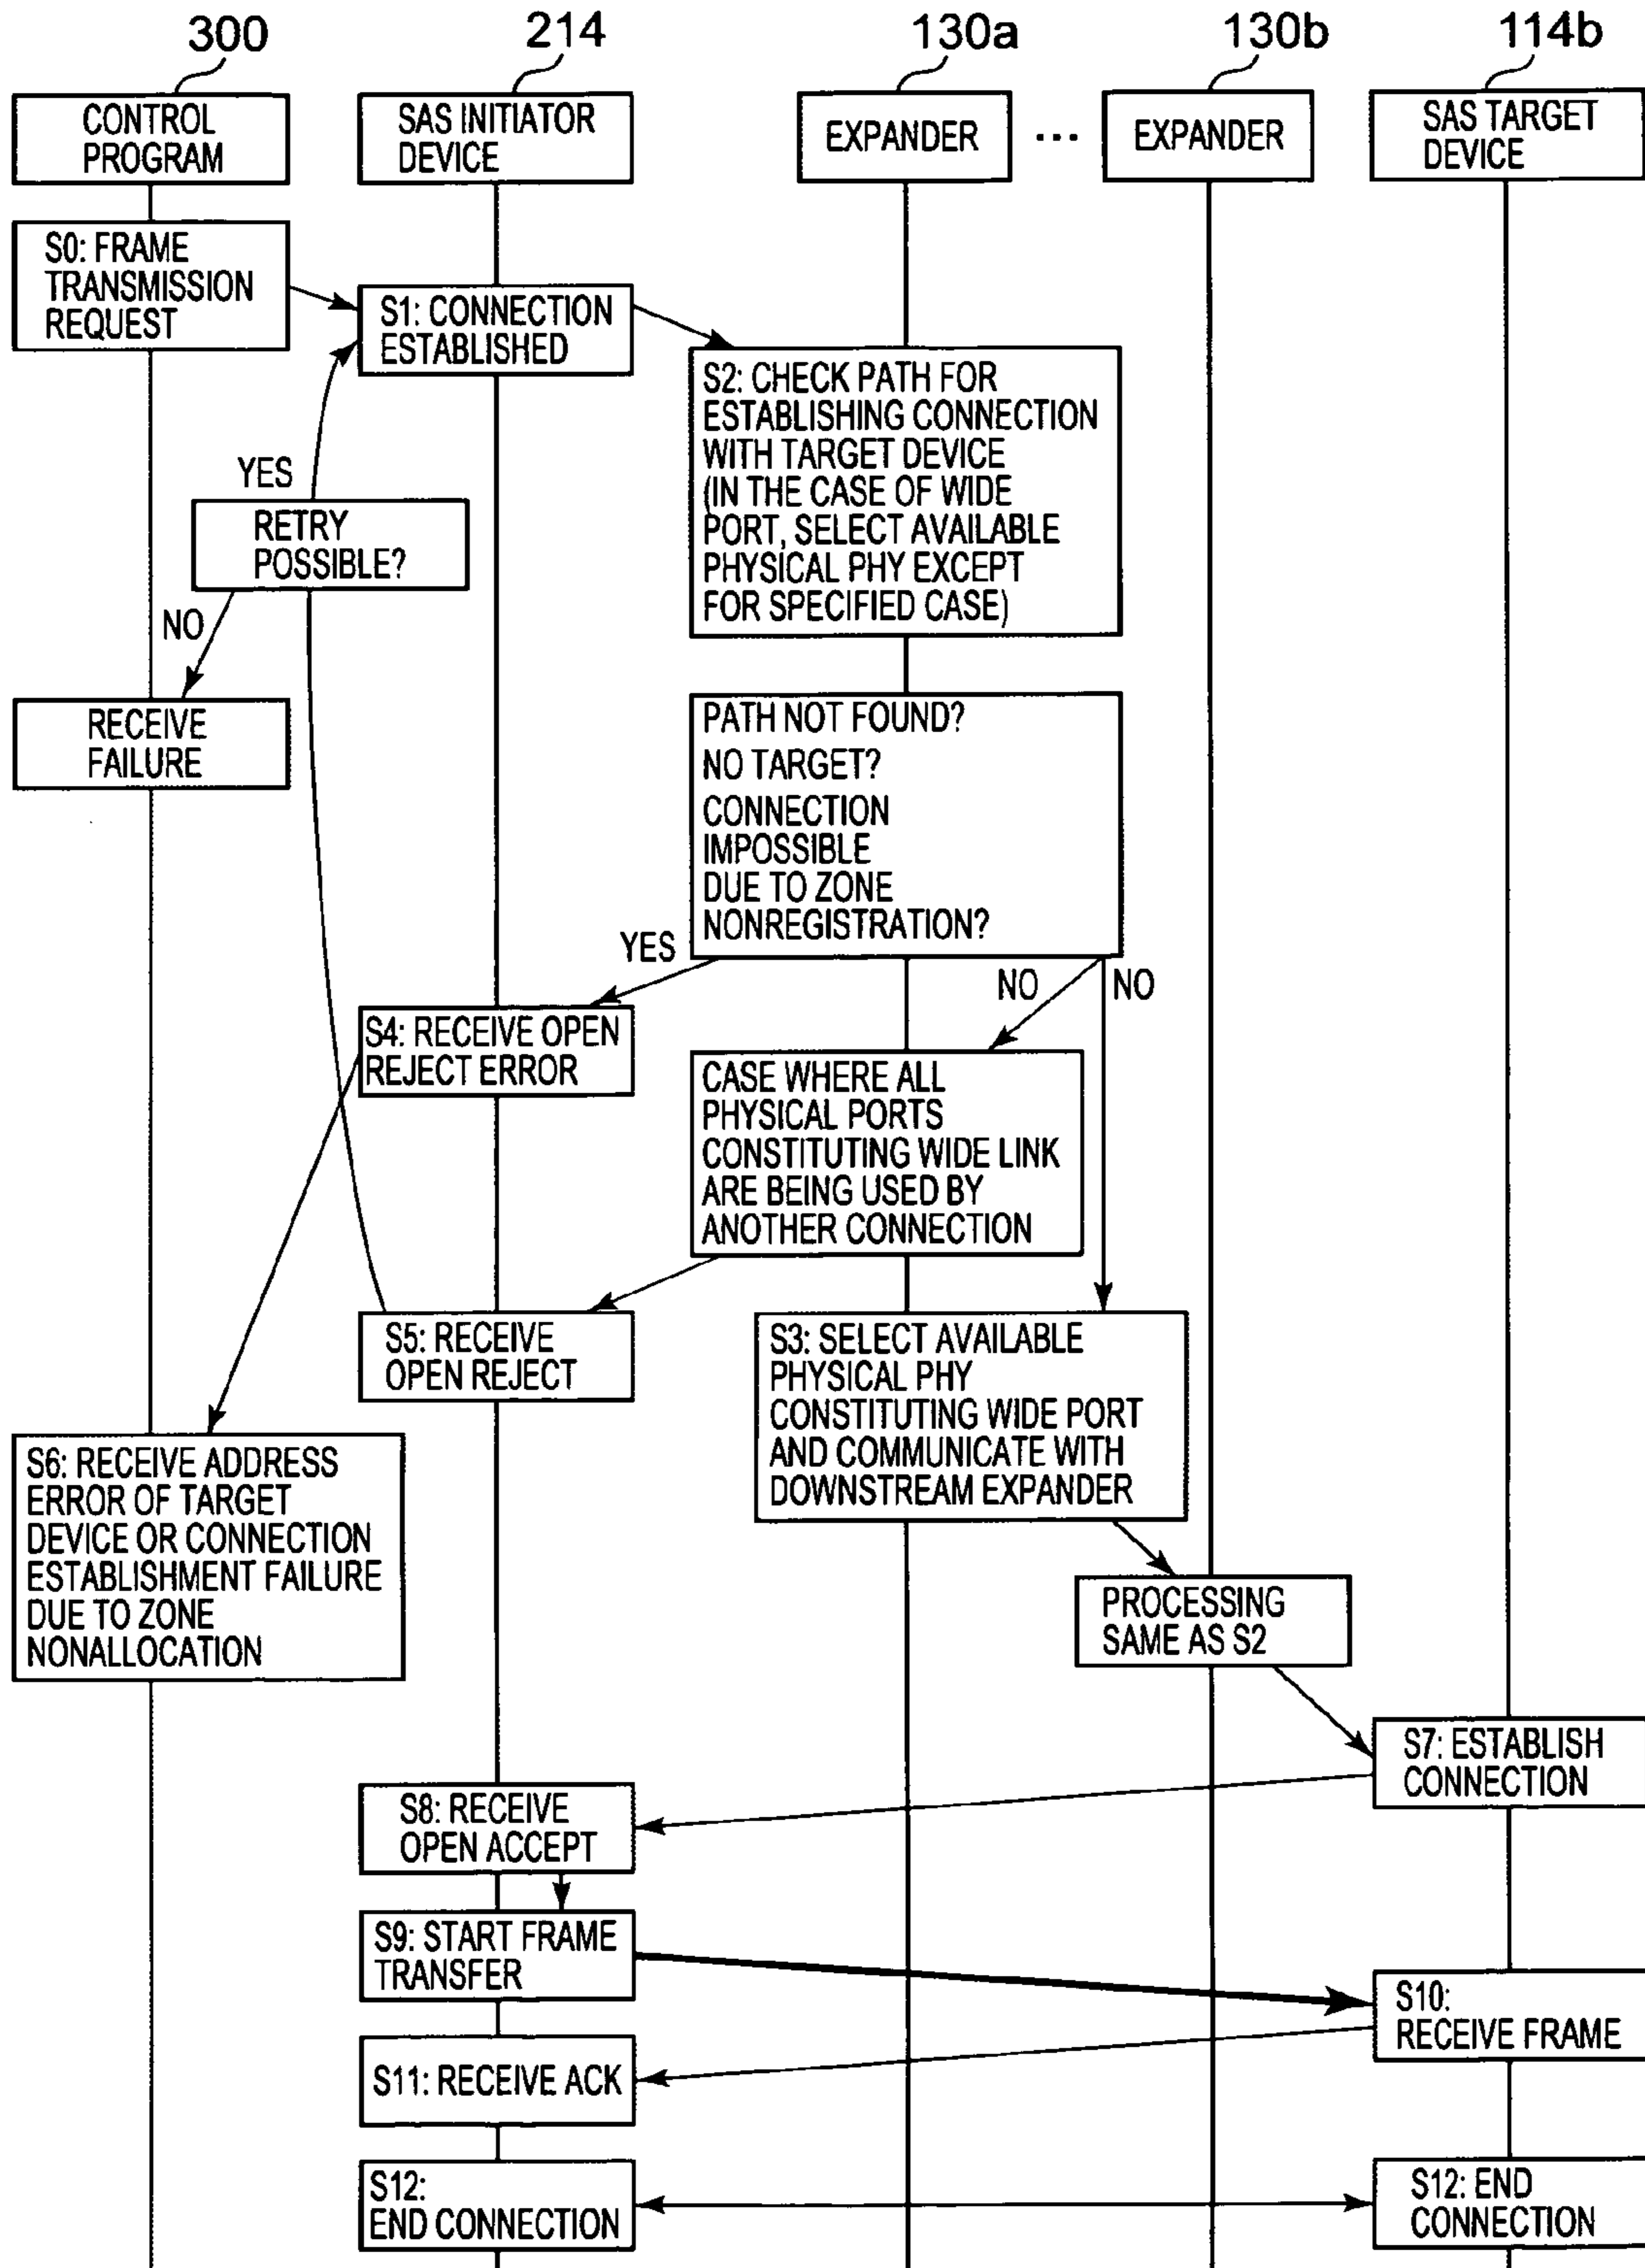 300
214
130a
130b
114b
CONTROL
PROGRAM
SAS INITIATOR
DEVICE
EXPANDER
...
EXPANDER
SAS TARGET
DEVICE
S0: FRAME
TRANSMISSION
REQUEST
S1: CONNECTION
ESTABLISHED
S2: CHECK PATH FOR
ESTABLISHING CONNECTION
WITH TARGET DEVICE
(IN THE CASE OF WIDE
PORT, SELECT AVAILABLE
PHYSICAL PHY EXCEPT
FOR SPECIFIED CASE)
YES
RETRY
POSSIBLE?
NO
RECEIVE
FAILURE
PATH NOT FOUND?
NO TARGET?
CONNECTION
IMPOSSIBLE
DUE TO ZONE
NONREGISTRATION?
YES
NO
NO
S4: RECEIVE OPEN
REJECT ERROR
CASE WHERE ALL
PHYSICAL PORTS
CONSTITUTING WIDE LINK
ARE BEING USED BY
ANOTHER CONNECTION
S5: RECEIVE
OPEN REJECT
S3: SELECT AVAILABLE
PHYSICAL PHY
CONSTITUTING WIDE PORT
AND COMMUNICATE WITH
DOWNSTREAM EXPANDER
S6: RECEIVE ADDRESS
ERROR OF TARGET
DEVICE OR CONNECTION
ESTABLISHMENT FAILURE
DUE TO ZONE
NONALLOCATION
PROCESSING
SAME AS S2
S7: ESTABLISH
CONNECTION
S8: RECEIVE
OPEN ACCEPT
S9: START FRAME
TRANSFER
S10:
RECEIVE FRAME
S11: RECEIVE ACK
S12:
END CONNECTION
S12: END
CONNECTION